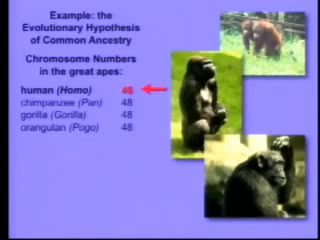 Example: the
Evolutionary Hypothesis
of Common Ancestry
Chromosome Numbers
in the great apes:
human (Homo) 46
chimpanzee (Pan) 48
gorilla (Gorilla) 48
orangutan (Pogo) 48